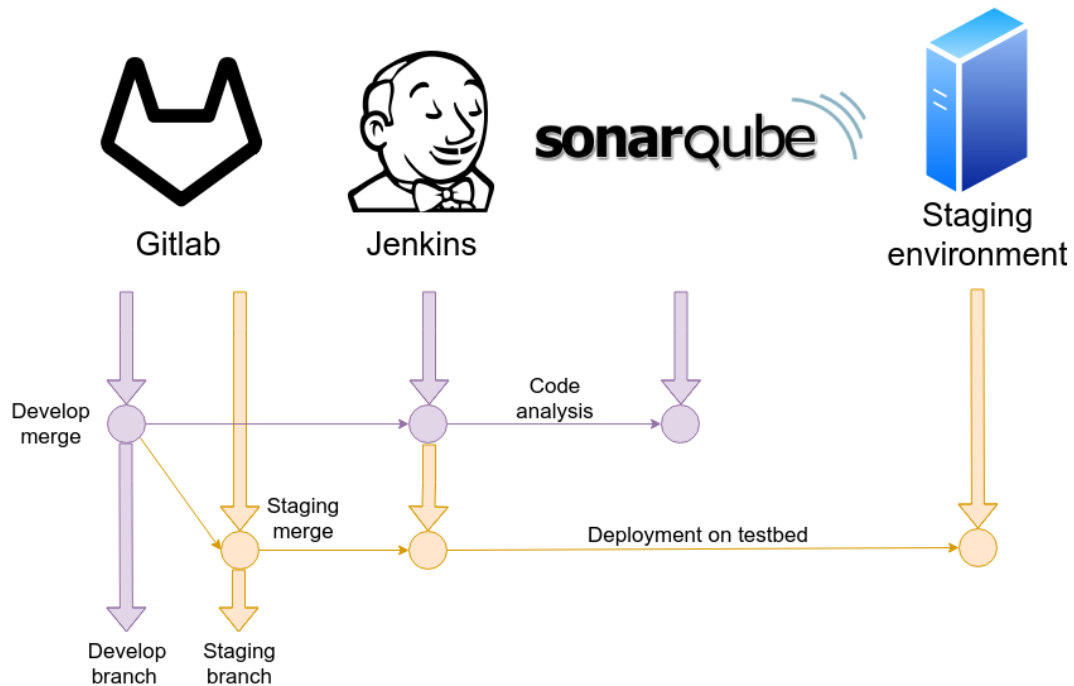 sonarqube
Gitlab
Jenkins
Staging
environment
Develop
merge
Code
analysis
Staging
merge
Deployment on testbed
Develop
branch
Staging
branch